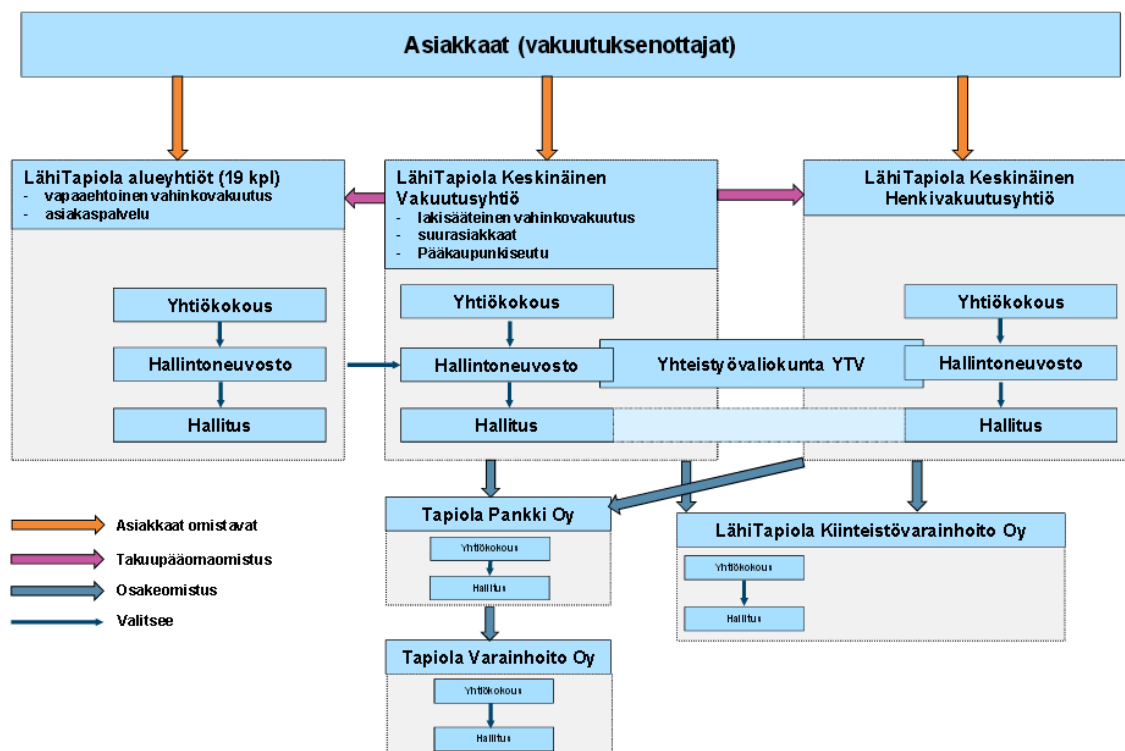 Asiakkaat (vakuutuksenottajat)
LähiTapiola alueyhtiöt (19 kpl)
- vapaaehtoinen vahinkovakuutus
- asiakaspalvelu
LähiTapiola Keskinäinen
Vakuutusyhtiö
- lakisääteinen vahinkovakuutus
- suurasiakkaat
- Pääkaupunkiseutu
LähiTapiola Keskinäinen
Henkivakuutusyhtiö
Yhtiökokous
Hallintoneuvosto
Hallitus
Yhtiökokous
Hallintoneuvosto
Hallitus
Yhteistyövaliokunta YTV
Yhtiökokous
Hallintoneuvosto
Hallitus
Tapiola Pankki Oy
Yhtiökokous
Hallitus
LähiTapiola Kiinteistövarainhoito Oy
Yhtiökokous
Hallitus
Tapiola Varainhoito Oy
Yhtiökokous
Hallitus
Asiakkaat omistavat
Takuupääomaomistus
Osakeomistus
Valitsee